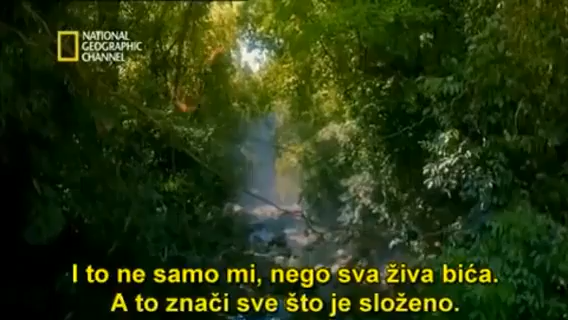 NATIONAL
GEOGRAPHIC
CHANNEL
I to ne samo mi, nego sva živa bića.
A to znači sve što je složeno.